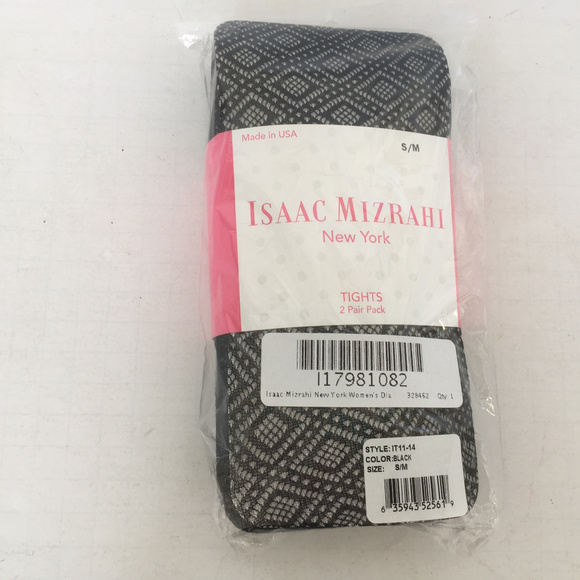 Made in USA
S/M
ISAAC MIZRAHI
New York
TIGHTS
2 Pair Pack
I17981082
Isaac Mizrahi New York Women's Dia 328462 Qty: 1
STYLE: IT11-14
COLOR:BLACK
SIZE: S/M
6 35943 52561 9